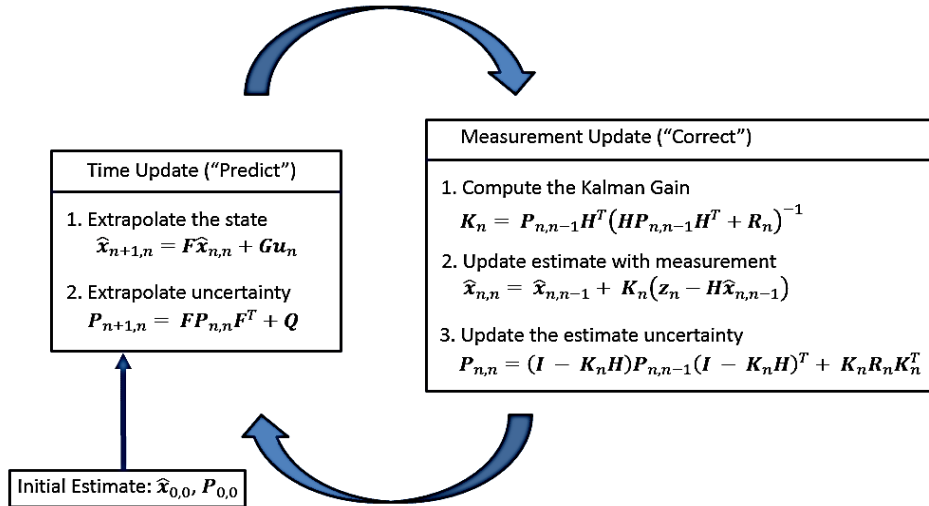 Time Update (“Predict”)
1. Extrapolate the state
x̂ₙ₊₁,ₙ = Fx̂ₙ,ₙ + Guₙ
2. Extrapolate uncertainty
Pₙ₊₁,ₙ = FPₙ,ₙFᵀ + Q
Measurement Update (“Correct”)
1. Compute the Kalman Gain
Kₙ = Pₙ,ₙ₋₁Hᵀ(HPₙ,ₙ₋₁Hᵀ + Rₙ)⁻¹
2. Update estimate with measurement
x̂ₙ,ₙ = x̂ₙ,ₙ₋₁ + Kₙ(zₙ − Hx̂ₙ,ₙ₋₁)
3. Update the estimate uncertainty
Pₙ,ₙ = (I − KₙH)Pₙ,ₙ₋₁(I − KₙH)ᵀ + KₙRₙKₙᵀ
Initial Estimate: x̂₀,₀, P₀,₀